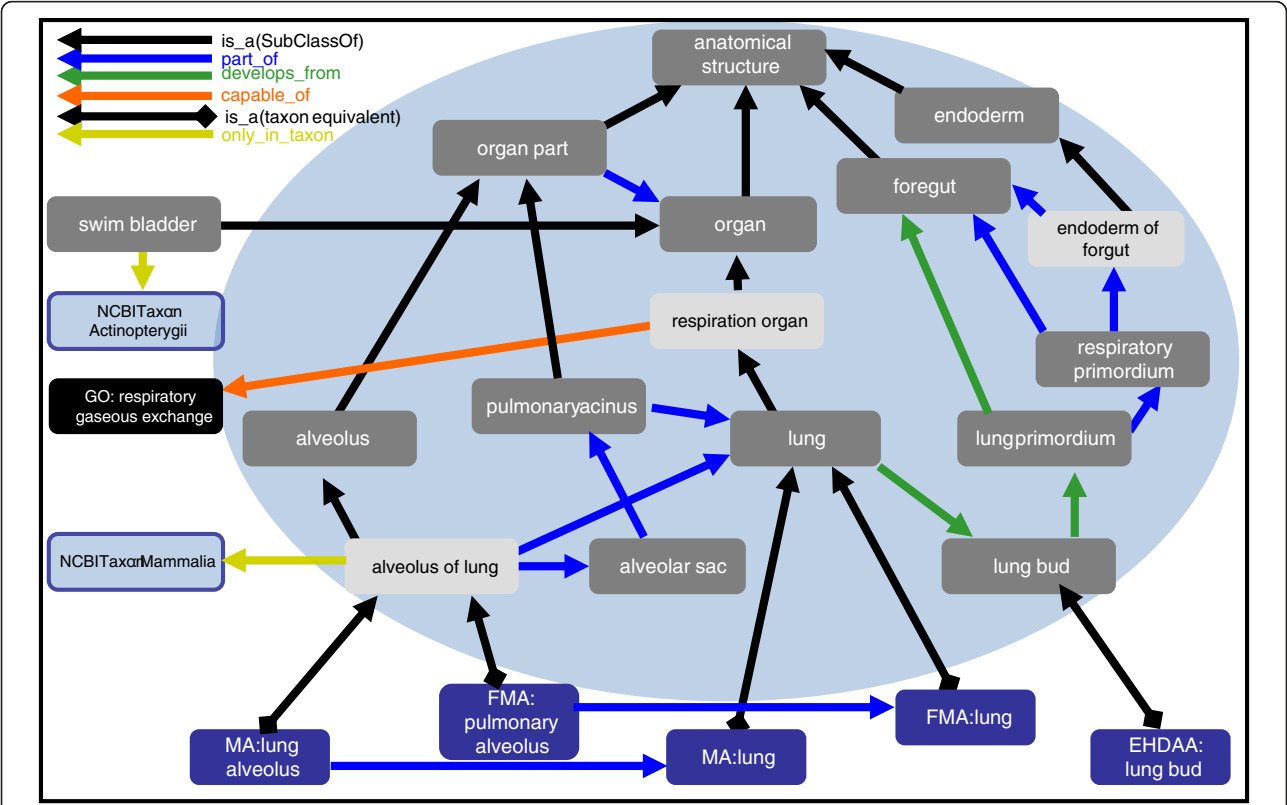 is_a(SubClassOf)
part_of
develops_from
capable_of
is_a(taxon equivalent)
only_in_taxon
anatomical
structure
endoderm
organ part
foregut
swim bladder
organ
endoderm of
forgut
NCBITaxon
Actinopterygii
respiration organ
respiratory
primordium
GO: respiratory
gaseous exchange
pulmonaryacinus
alveolus
lung
lungprimordium
NCBITaxonMammalia
alveolus of lung
alveolar sac
lung bud
FMA:
pulmonary
alveolus
FMA:lung
MA:lung
alveolus
MA:lung
EHDAA:
lung bud